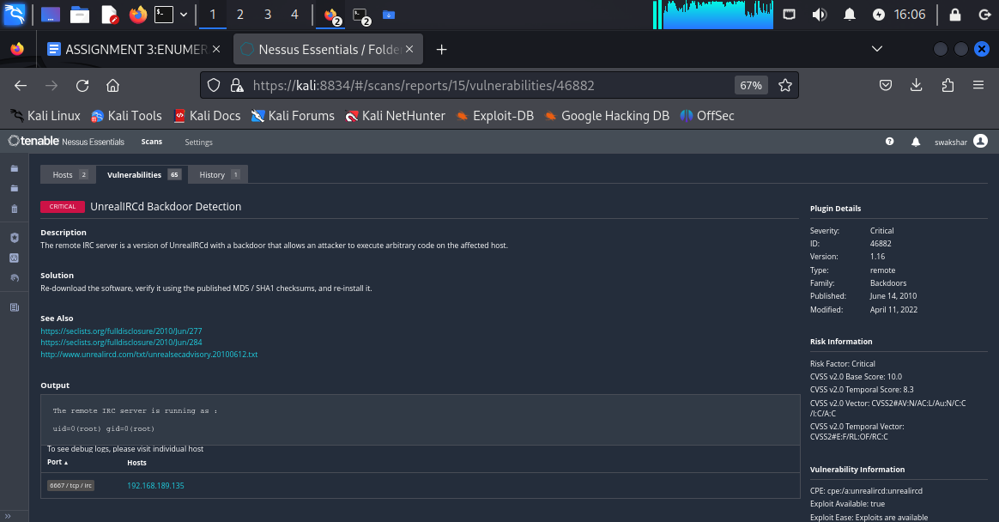 1 2 3 4 2 2 16:06
ASSIGNMENT 3:ENUMER
Nessus Essentials / Folde
https://kali:8834/#/scans/reports/15/vulnerabilities/46882
67%
Kali Linux Kali Tools Kali Docs Kali Forums Kali NetHunter Exploit-DB Google Hacking DB OffSec
tenable Nessus Essentials Scans Settings swakshar
Hosts 2 Vulnerabilities 65 History 1
CRITICAL UnrealIRCd Backdoor Detection
Description
The remote IRC server is a version of UnrealIRCd with a backdoor that allows an attacker to execute arbitrary code on the affected host.
Solution
Re-download the software, verify it using the published MD5 / SHA1 checksums, and re-install it.
See Also
https://seclists.org/fulldisclosure/2010/Jun/277
https://seclists.org/fulldisclosure/2010/Jun/284
http://www.unrealircd.com/txt/unrealsecadvisory.20100612.txt
Output
The remote IRC server is running as :
uid=0(root) gid=0(root)
To see debug logs, please visit individual host
Port Hosts
6667 / tcp / irc 192.168.189.135
Plugin Details
Severity: Critical
ID: 46882
Version: 1.16
Type: remote
Family: Backdoors
Published: June 14, 2010
Modified: April 11, 2022
Risk Information
Risk Factor: Critical
CVSS v2.0 Base Score: 10.0
CVSS v2.0 Temporal Score: 8.3
CVSS v2.0 Vector: CVSS2#AV:N/AC:L/Au:N/C:C
/I:C/A:C
CVSS v2.0 Temporal Vector:
CVSS2#E:F/RL:OF/RC:C
Vulnerability Information
CPE: cpe:/a:unrealircd:unrealircd
Exploit Available: true
Exploit Ease: Exploits are available